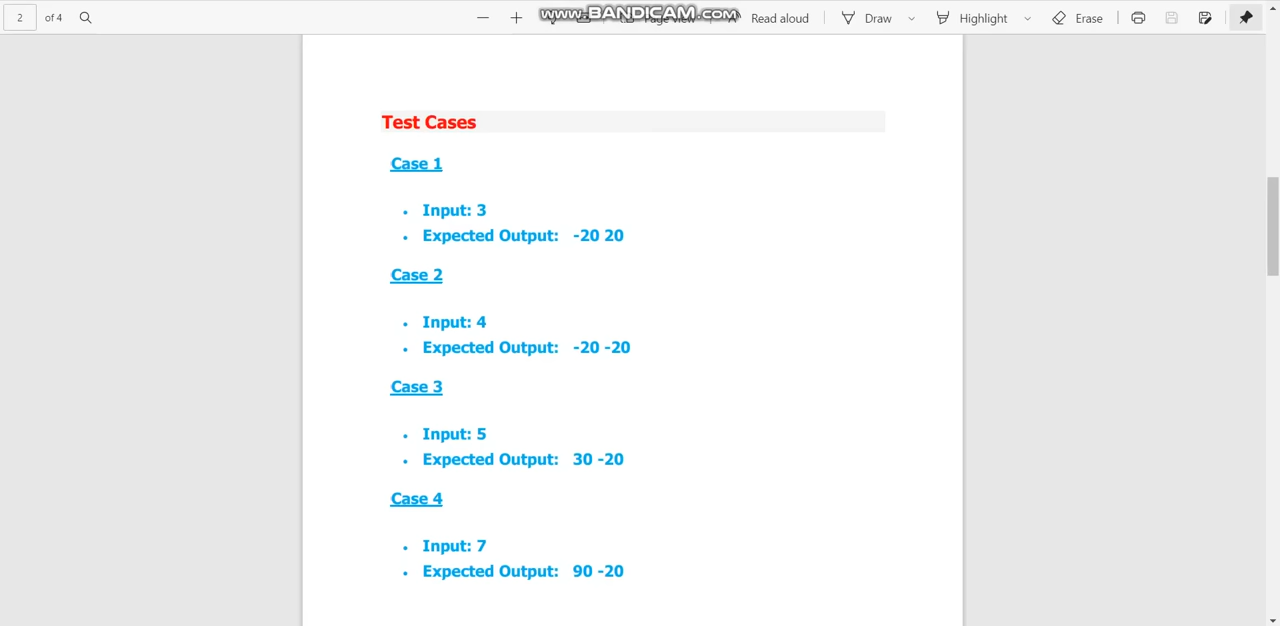 2 of 4 Page view Read aloud Draw Highlight Erase
www.BANDICAM.com
Test Cases
Case 1
• Input: 3
• Expected Output: -20 20
Case 2
• Input: 4
• Expected Output: -20 -20
Case 3
• Input: 5
• Expected Output: 30 -20
Case 4
• Input: 7
• Expected Output: 90 -20